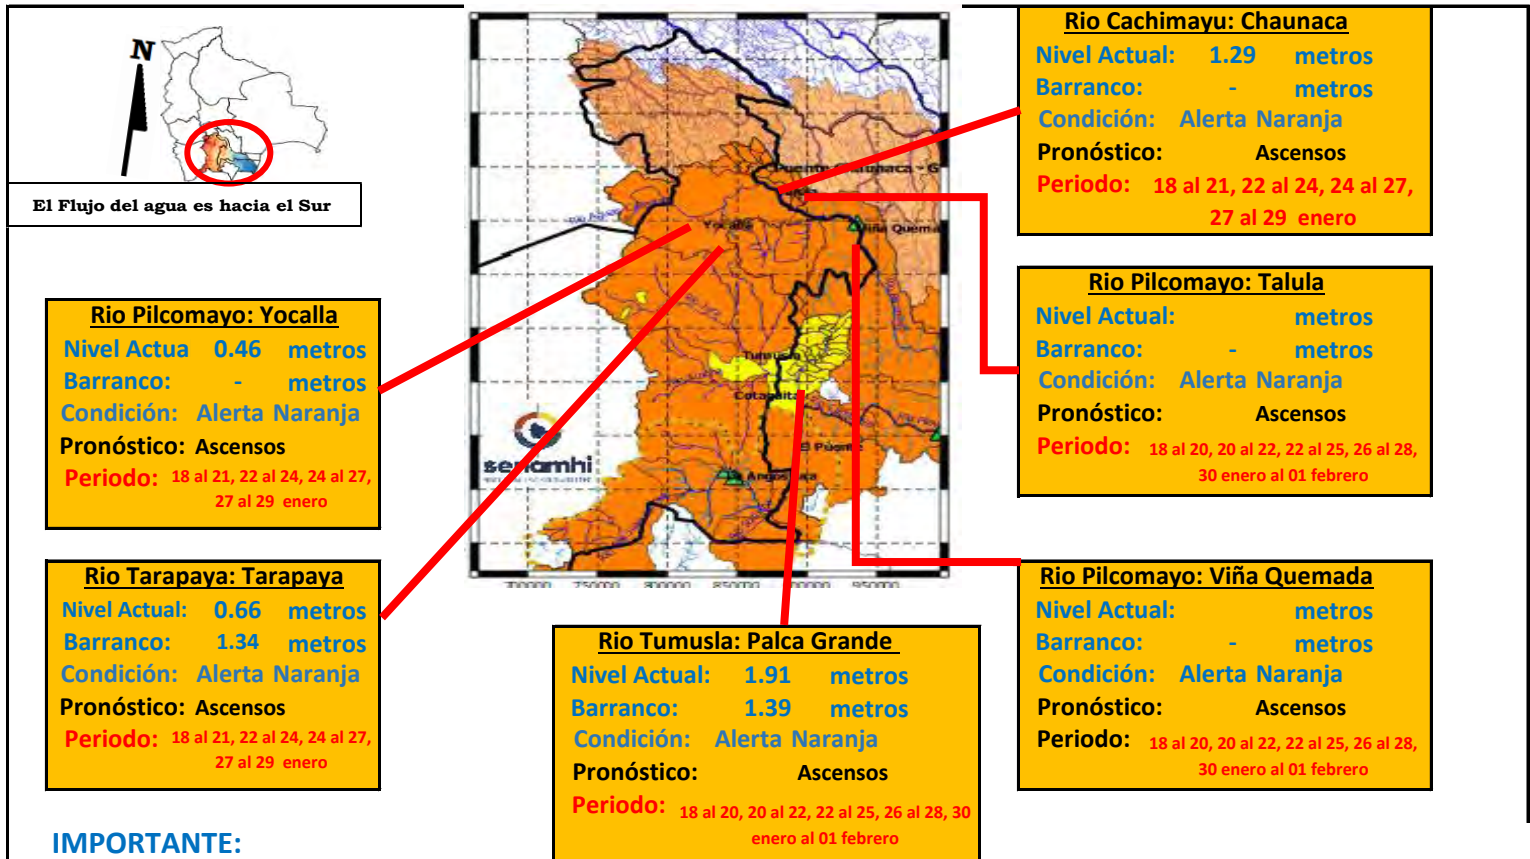 N
El Flujo del agua es hacia el Sur
Rio Cachimayu: Chaunaca
Nivel Actual: 1.29 metros
Barranco: - metros
Condición: Alerta Naranja
Pronóstico: Ascensos
Periodo: 18 al 21, 22 al 24, 24 al 27,
27 al 29 enero
Rio Pilcomayo: Talula
Nivel Actual: metros
Barranco: - metros
Condición: Alerta Naranja
Pronóstico: Ascensos
Periodo: 18 al 20, 20 al 22, 22 al 25, 26 al 28,
30 enero al 01 febrero
Rio Pilcomayo: Yocalla
Nivel Actua 0.46 metros
Barranco: - metros
Condición: Alerta Naranja
Pronóstico: Ascensos
Periodo: 18 al 21, 22 al 24, 24 al 27,
27 al 29 enero
Rio Tarapaya: Tarapaya
Nivel Actual: 0.66 metros
Barranco: 1.34 metros
Condición: Alerta Naranja
Pronóstico: Ascensos
Periodo: 18 al 21, 22 al 24, 24 al 27,
27 al 29 enero
Rio Tumusla: Palca Grande
Nivel Actual: 1.91 metros
Barranco: 1.39 metros
Condición: Alerta Naranja
Pronóstico: Ascensos
Periodo: 18 al 20, 20 al 22, 22 al 25, 26 al 28, 30
enero al 01 febrero
Rio Pilcomayo: Viña Quemada
Nivel Actual: metros
Barranco: - metros
Condición: Alerta Naranja
Pronóstico: Ascensos
Periodo: 18 al 20, 20 al 22, 22 al 25, 26 al 28,
30 enero al 01 febrero
Yocalla
Viña Quema
Tumusla
Cotagaita
El Puente
Angostura
senamhi
750000 800000 850000 950000
IMPORTANTE: